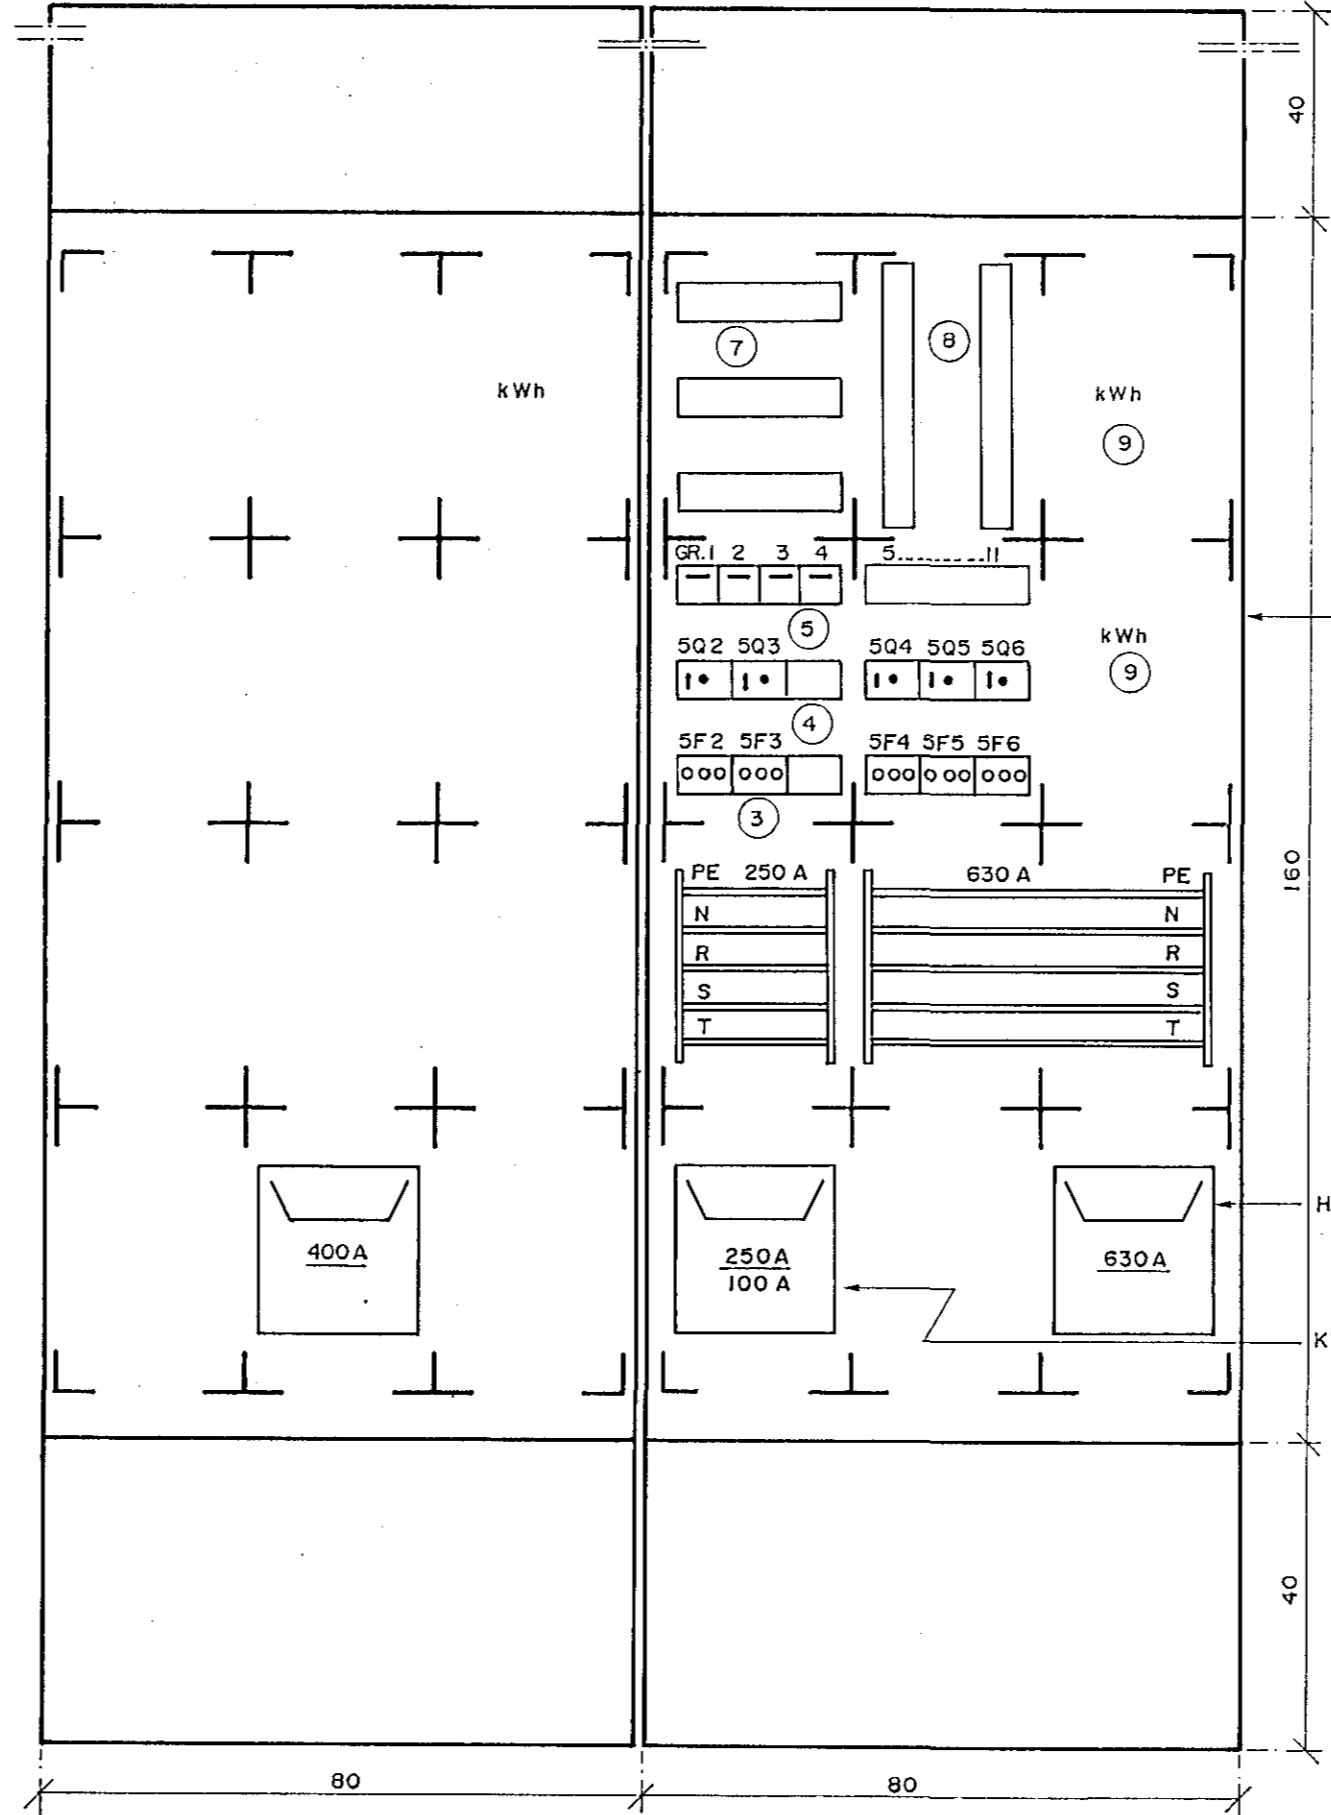 40
7
8
kWh
kWh
9
GR.1 2 3 4
5.........11
5
5Q2 5Q3
5Q4 5Q5 5Q6
kWh
9
4
5F2 5F3
5F4 5F5 5F6
3
160
PE 250 A
630 A PE
N
N
R
R
S
S
T
T
H
400A
250A
100 A
630A
K
40
80
80